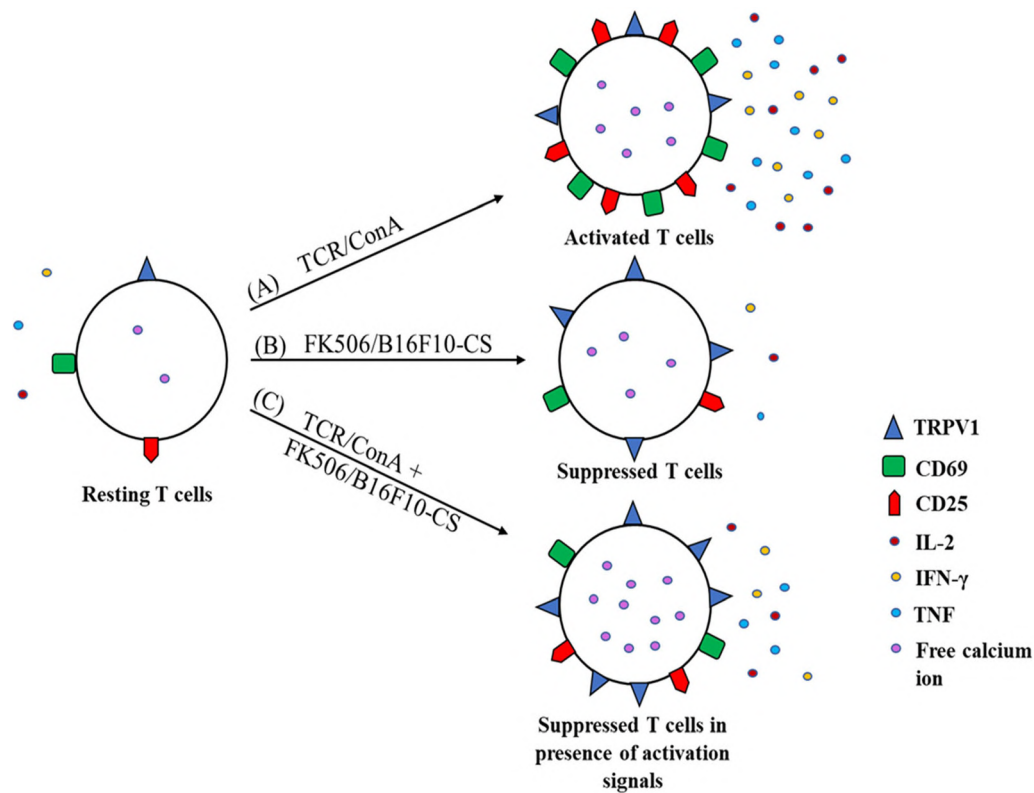 Activated T cells
(A) TCR/ConA
(B) FK506/B16F10-CS
(C) TCR/ConA +
FK506/B16F10-CS
Resting T cells
Suppressed T cells
Suppressed T cells in
presence of activation
signals
TRPV1
CD69
CD25
IL-2
IFN-γ
TNF
Free calcium
ion